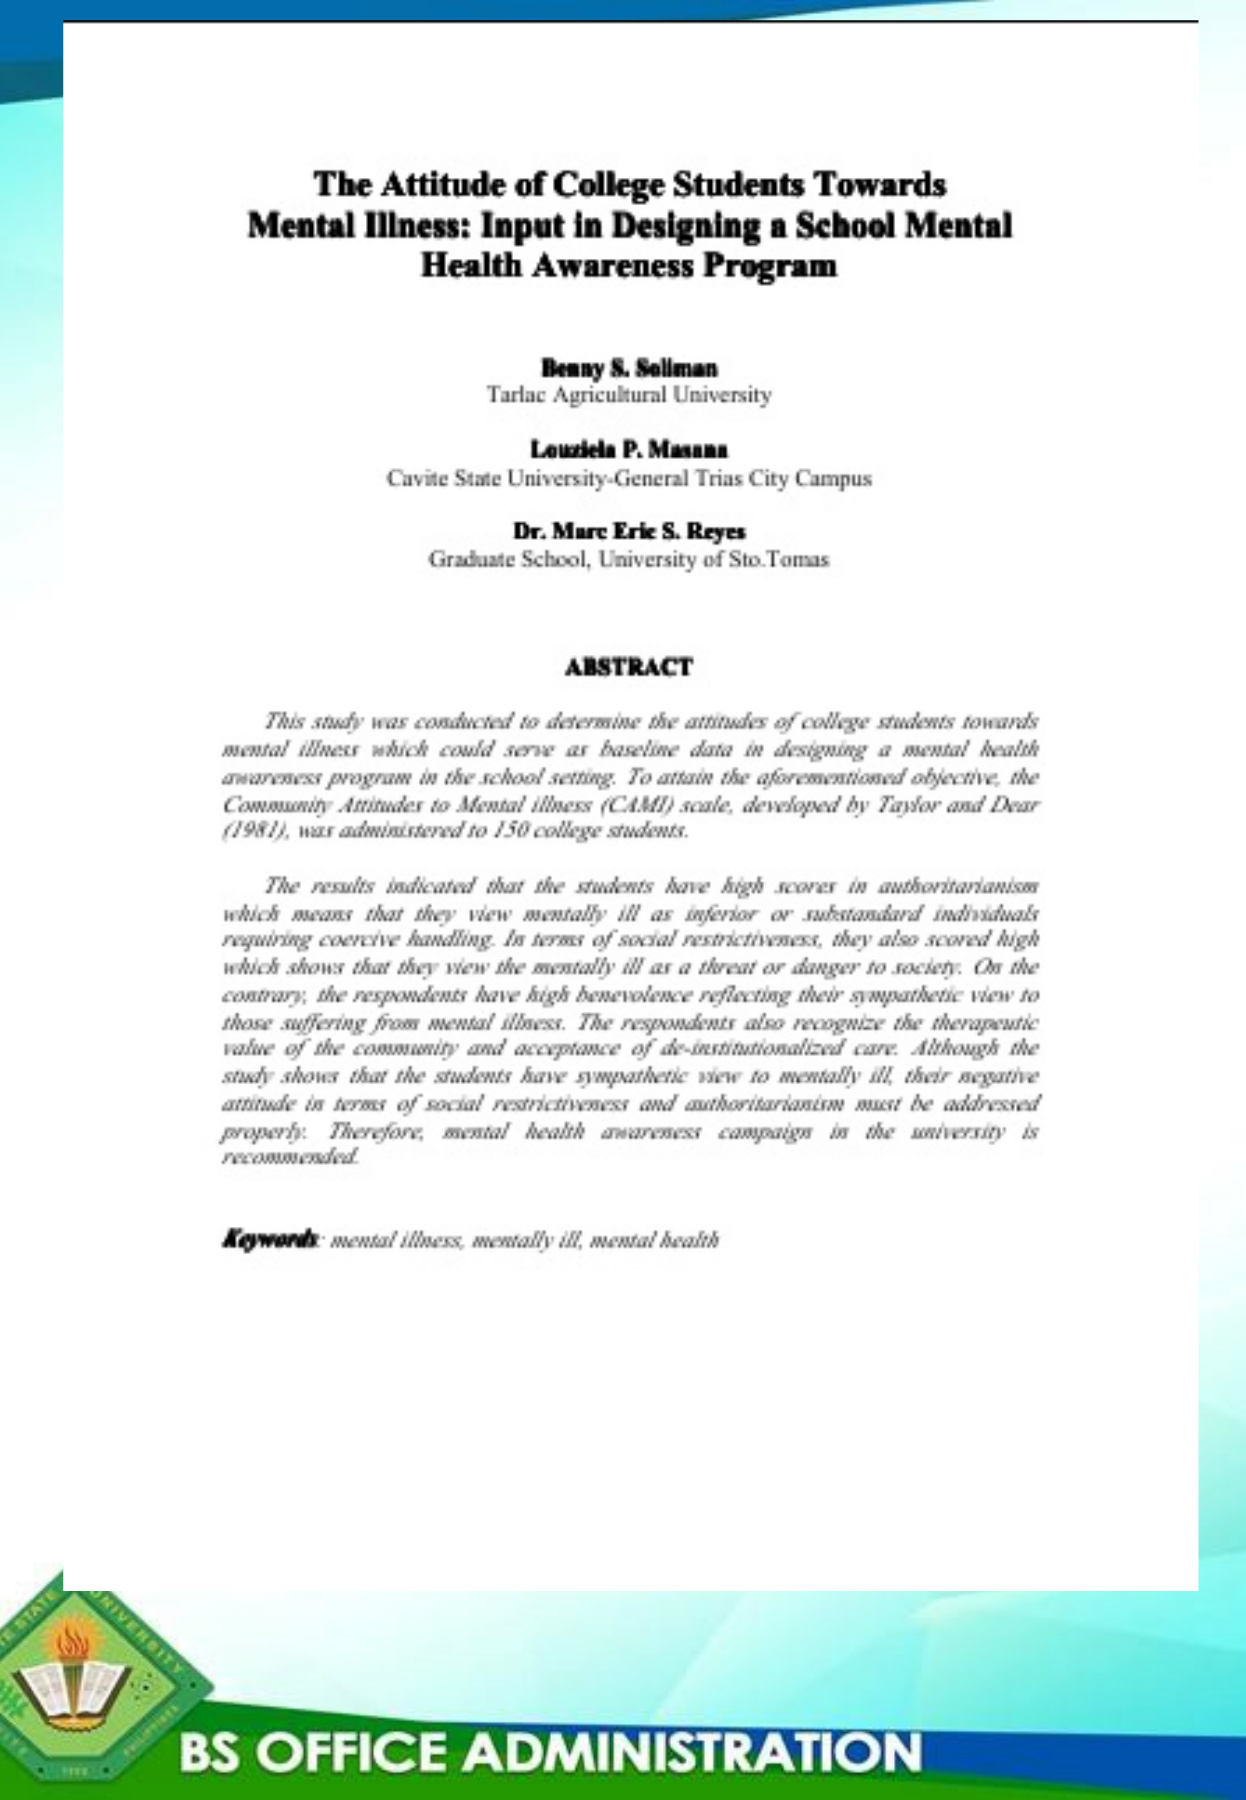 The Attitude of College Students Towards
Mental Illness: Input in Designing a School Mental
Health Awareness Program
Benny S. Soliman
Tarlac Agricultural University
Louziela P. Masana
Cavite State University-General Trias City Campus
Dr. Marc Eric S. Reyes
Graduate School, University of Sto.Tomas
ABSTRACT
This study was conducted to determine the attitudes of college students towards
mental illness which could serve as baseline data in designing a mental health
awareness program in the school setting. To attain the aforementioned objective, the
Community Attitudes to Mental illness (CAMI) scale, developed by Taylor and Dear
(1981), was administered to 150 college students.
The results indicated that the students have high scores in authoritarianism
which means that they view mentally ill as inferior or substandard individuals
requiring coercive handling. In terms of social restrictiveness, they also scored high
which shows that they view the mentally ill as a threat or danger to society. On the
contrary, the respondents have high benevolence reflecting their sympathetic view to
those suffering from mental illness. The respondents also recognize the therapeutic
value of the community and acceptance of de-institutionalized care. Although the
study shows that the students have sympathetic view to mentally ill, their negative
attitude in terms of social restrictiveness and authoritarianism must be addressed
properly. Therefore, mental health awareness campaign in the university is
recommended.
Keywords: mental illness, mentally ill, mental health
STATE UNIVERSITY
PHILIPPINES
BS OFFICE ADMINISTRATION